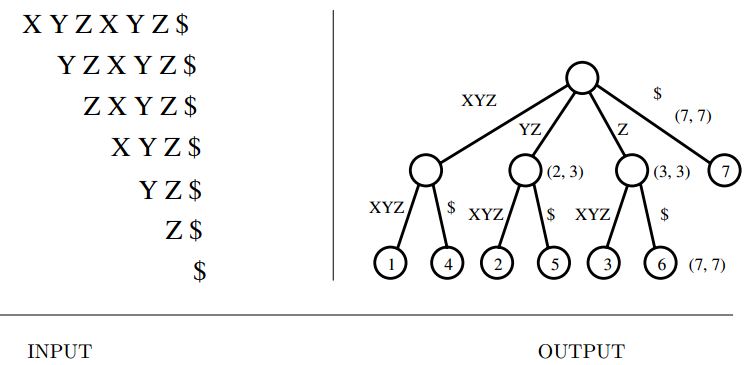 X Y Z X Y Z $
Y Z X Y Z $
Z X Y Z $
X Y Z $
Y Z $
Z $
$
XYZ
$
(7, 7)
YZ
Z
(2, 3)
(3, 3)
7
XYZ
$
XYZ
$
XYZ
$
1
4
2
5
3
6
(7, 7)
INPUT
OUTPUT